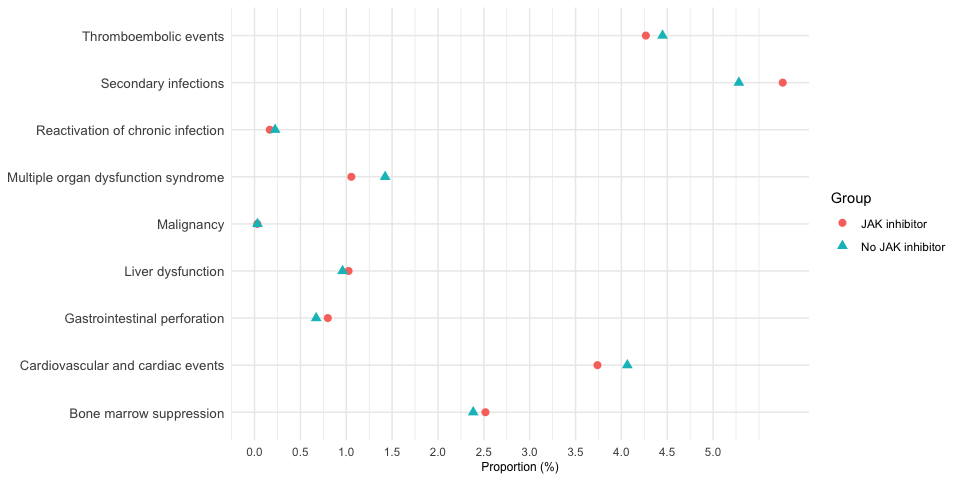 Thromboembolic events
Secondary infections
Reactivation of chronic infection
Multiple organ dysfunction syndrome
Malignancy
Liver dysfunction
Gastrointestinal perforation
Cardiovascular and cardiac events
Bone marrow suppression
0.0 0.5 1.0 1.5 2.0 2.5 3.0 3.5 4.0 4.5 5.0
Proportion (%)
Group
JAK inhibitor
No JAK inhibitor